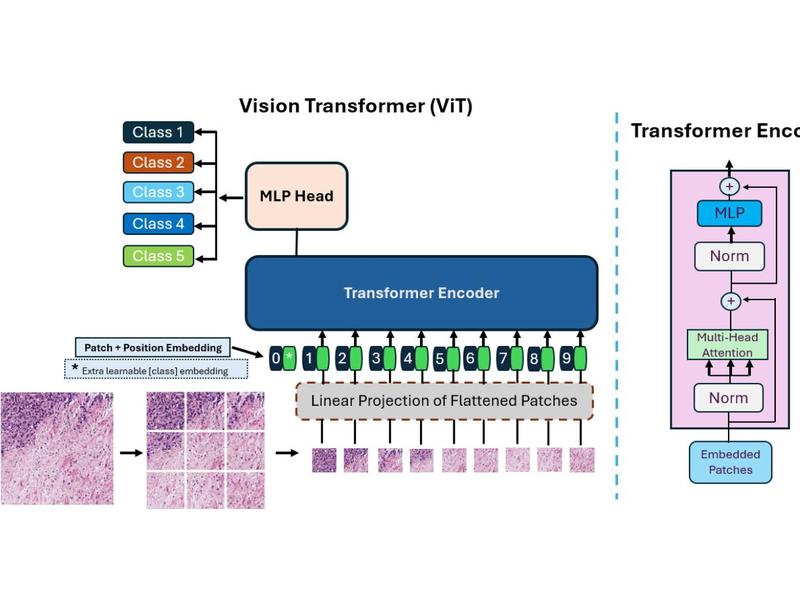 Vision Transformer (ViT)
Class 1
Class 2
Class 3
Class 4
Class 5
MLP Head
Transformer Encoder
Patch + Position Embedding
* Extra learnable [class] embedding
0 * 1 2 3 4 5 6 7 8 9
Linear Projection of Flattened Patches
Transformer Enco
+
MLP
Norm
+
Multi-Head
Attention
Norm
Embedded
Patches